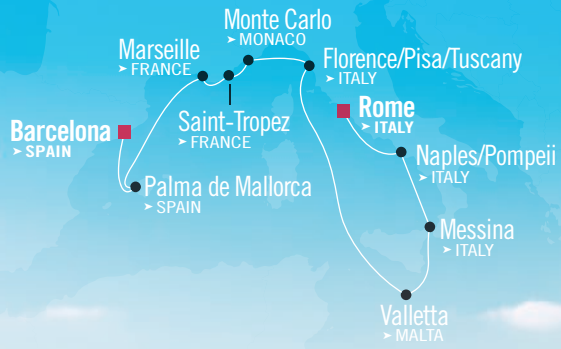 Monte Carlo
➤ MONACO
Marseille
➤ FRANCE
Florence/Pisa/Tuscany
➤ ITALY
Rome
➤ ITALY
Barcelona
➤ SPAIN
Saint-Tropez
➤ FRANCE
Naples/Pompeii
➤ ITALY
Palma de Mallorca
➤ SPAIN
Messina
➤ ITALY
Valletta
➤ MALTA